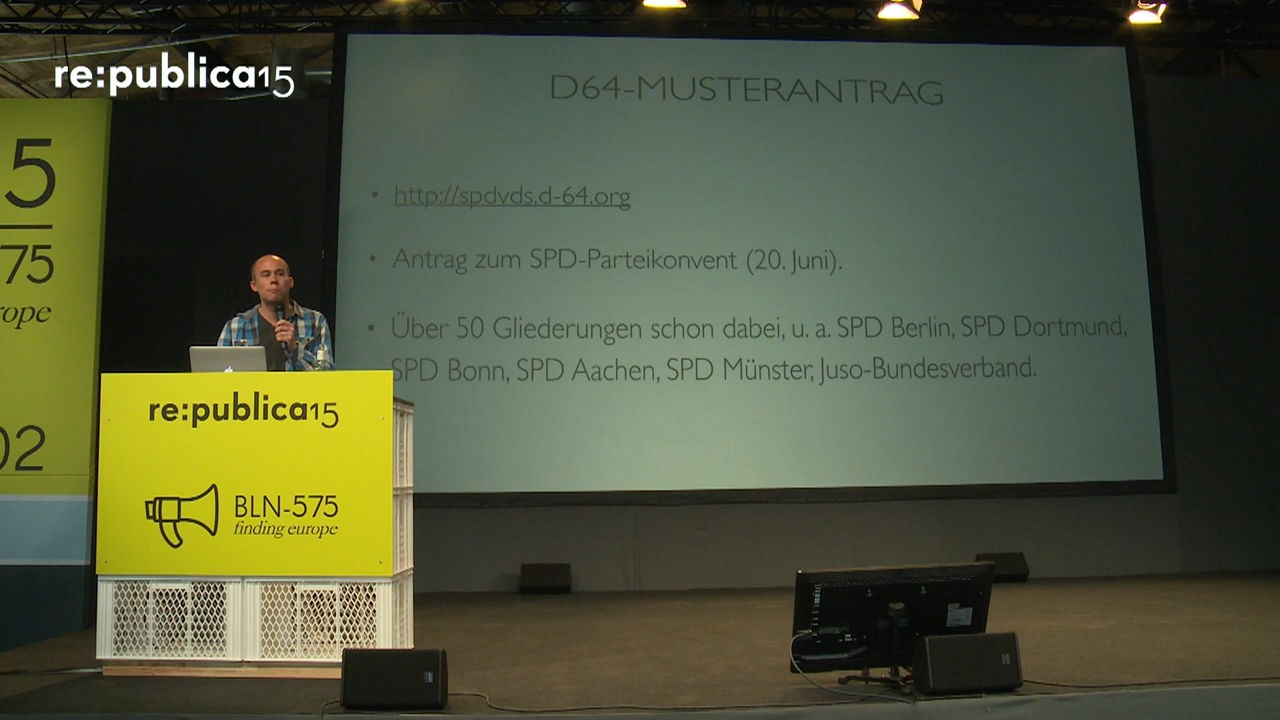 re:publica15
D64-MUSTERANTRAG
• http://spdvds.d-64.org
• Antrag zum SPD-Parteikonvent (20. Juni).
• Über 50 Gliederungen schon dabei, u. a. SPD Berlin, SPD Dortmund,
SPD Bonn, SPD Aachen, SPD Münster, Juso-Bundesverband.
5
75
rope
02
re:publica15
BLN-575
finding europe